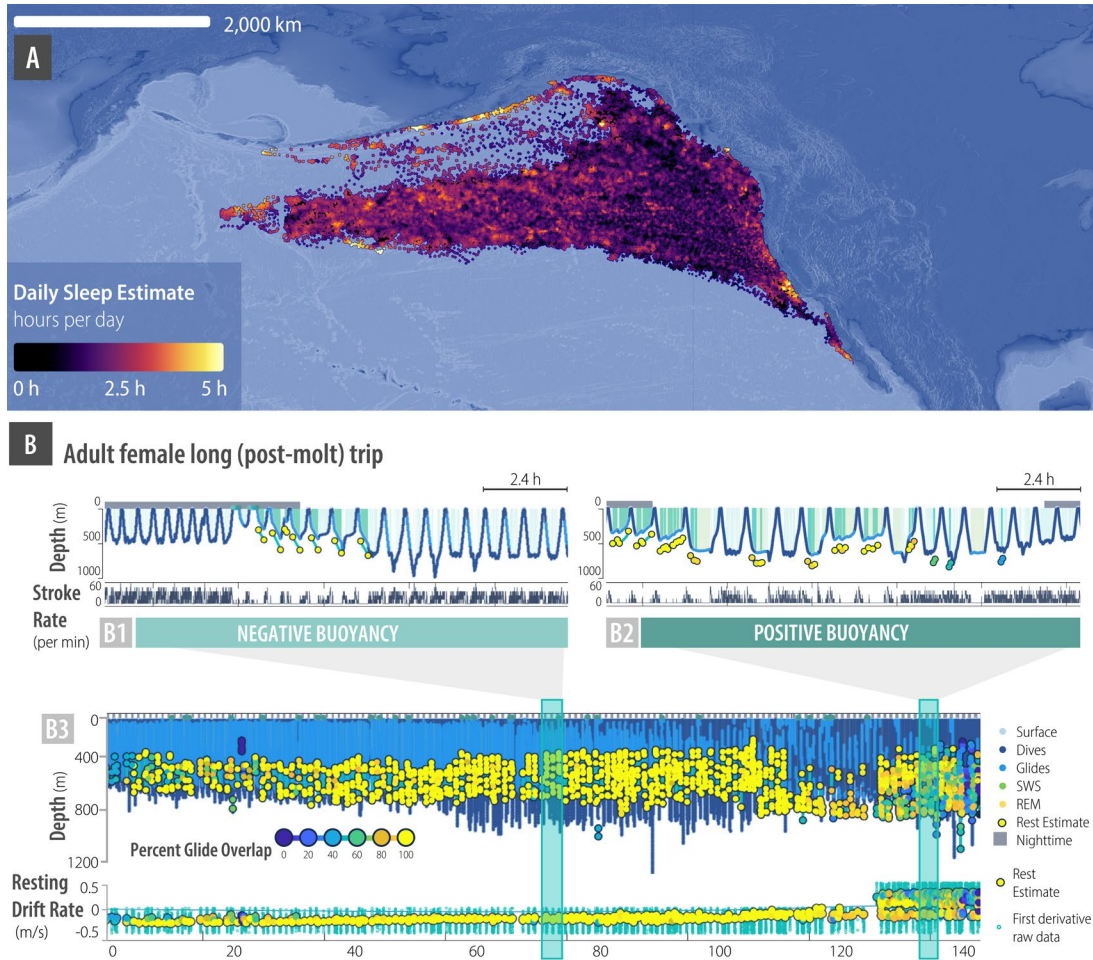 2,000 km
A
Daily Sleep Estimate
hours per day
0 h 2.5 h 5 h
B Adult female long (post-molt) trip
2.4 h 2.4 h
Depth (m)
0
500
1000
0
500
1000
Stroke
Rate
(per min)
60
0
60
0
B1 NEGATIVE BUOYANCY
B2 POSITIVE BUOYANCY
B3
Depth (m)
0
400
800
1200
Percent Glide Overlap
0 20 40 60 80 100
Surface
Dives
Glides
SWS
REM
Rest Estimate
Nighttime
Resting
Drift Rate
(m/s)
0.5
0
-0.5
Rest
Estimate
First derivative
raw data
0 20 40 60 80 100 120 140